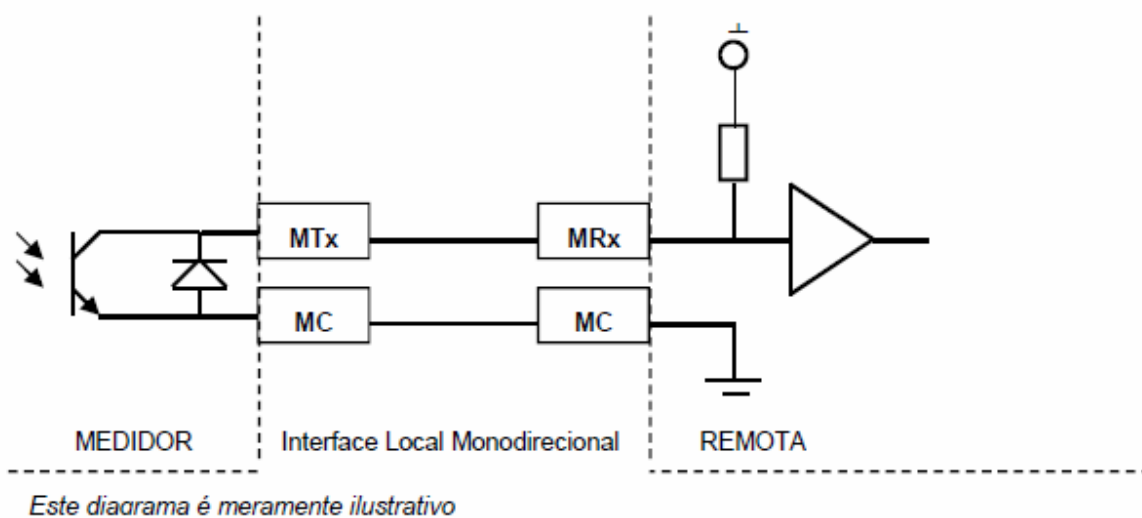 MTx
MRx
MC
MC
MEDIDOR
Interface Local Monodirecional
REMOTA
Este diagrama é meramente ilustrativo